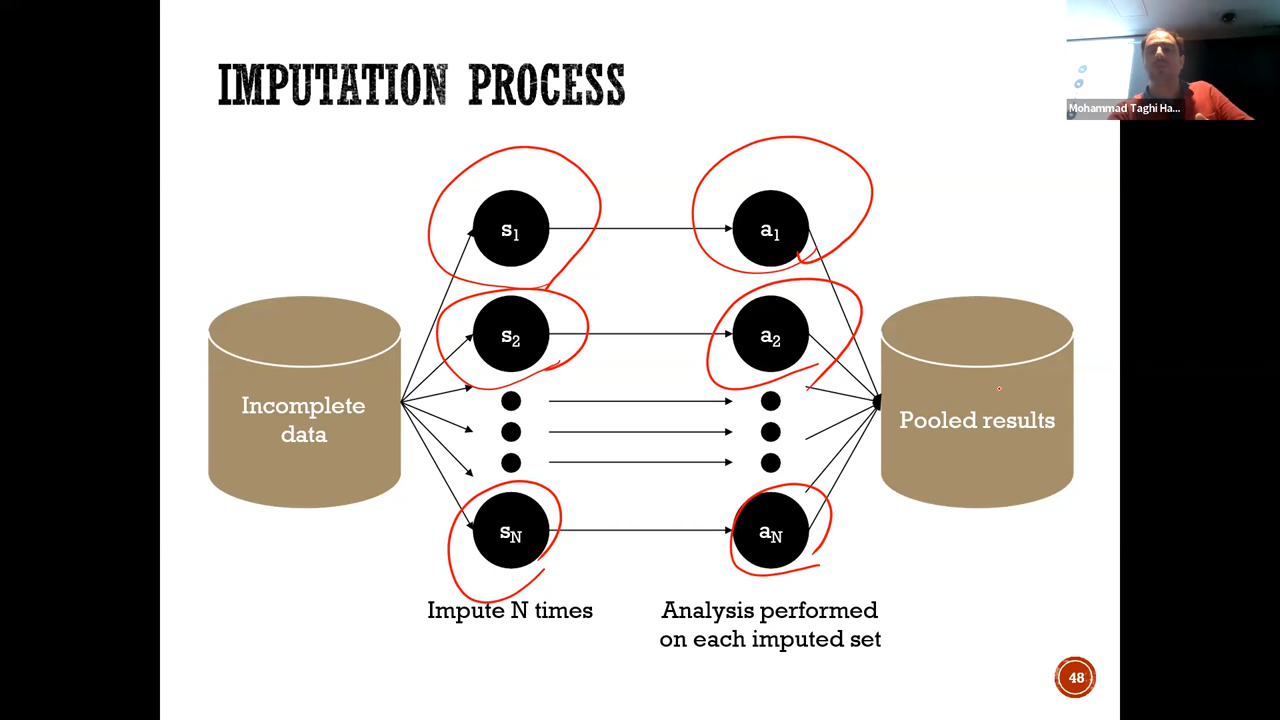 IMPUTATION PROCESS
Mohammad Taghi Ha...
s1
a1
s2
a2
Incomplete
data
Pooled results
sN
aN
Impute N times
Analysis performed
on each imputed set
48